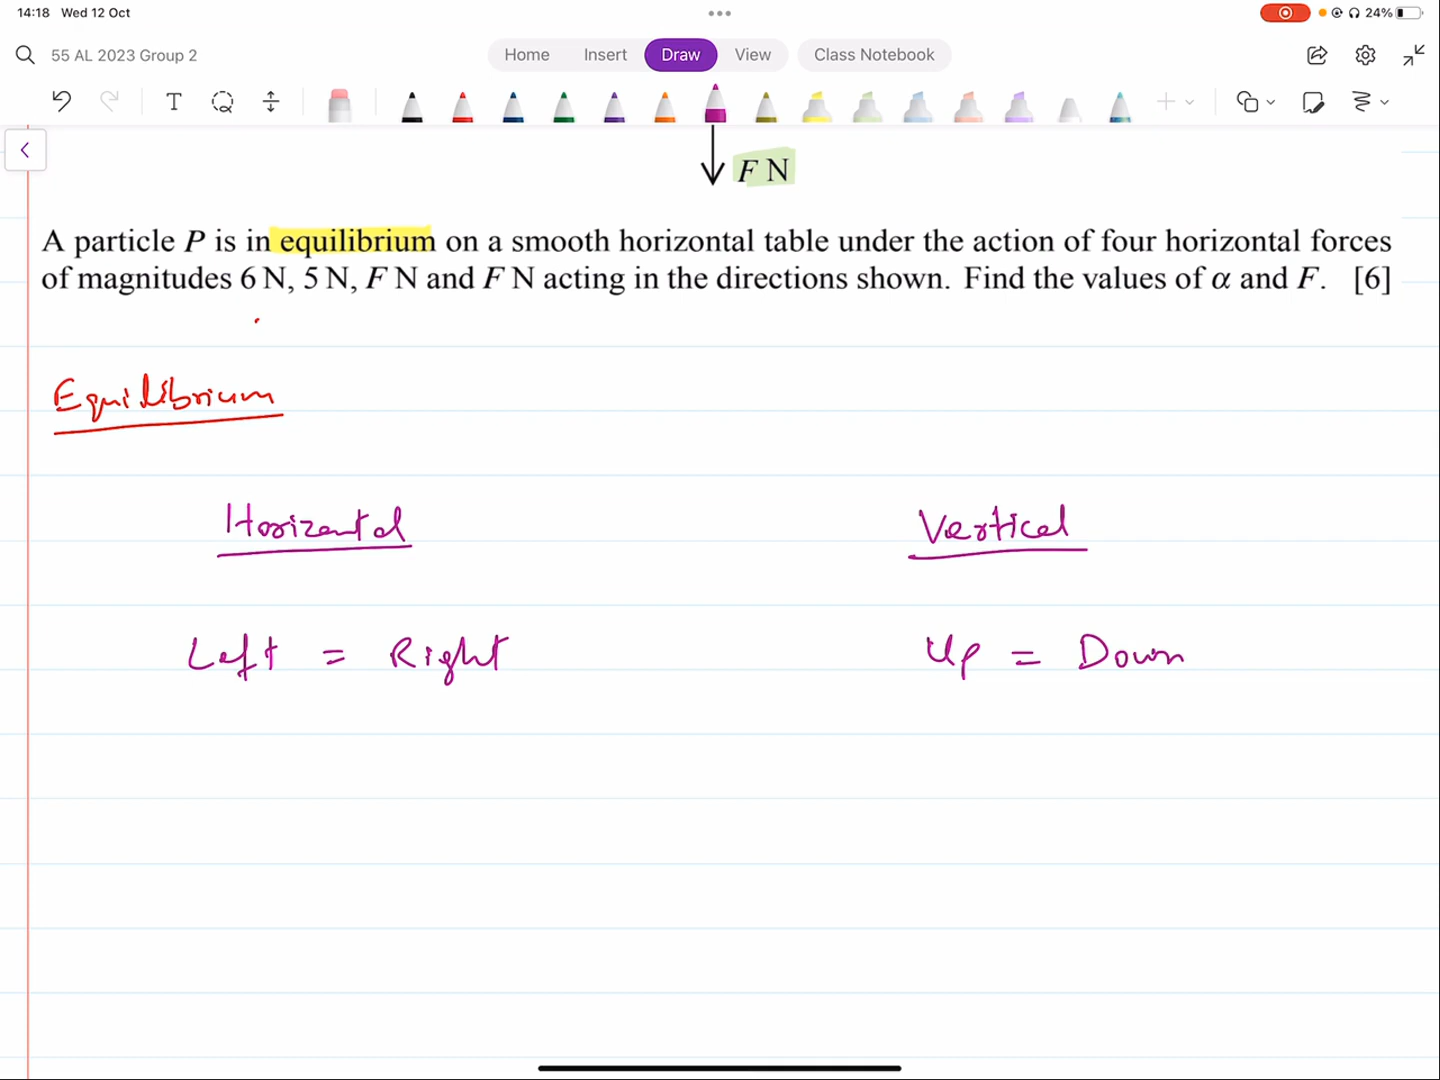 14:18 Wed 12 Oct
24%
55 AL 2023 Group 2
Home Insert Draw View Class Notebook
T
F N
A particle P is in equilibrium on a smooth horizontal table under the action of four horizontal forces
of magnitudes 6 N, 5 N, F N and F N acting in the directions shown. Find the values of α and F. [6]
Equilibrium
Horizontal Vertical
Left = Right Up = Down